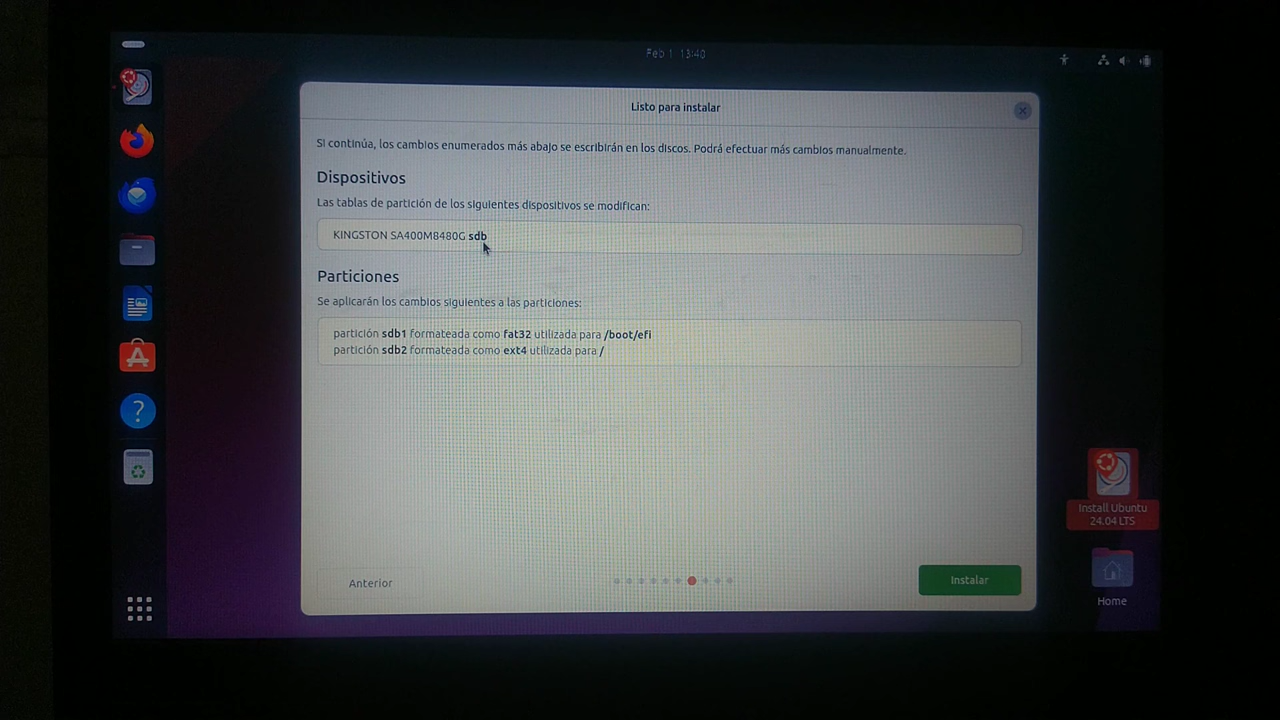 Feb 1 13:40
Listo para instalar
Si continúa, los cambios enumerados más abajo se escribirán en los discos. Podrá efectuar más cambios manualmente.
Dispositivos
Las tablas de partición de los siguientes dispositivos se modifican:
KINGSTON SA400M8480G sdb
Particiones
Se aplicarán los cambios siguientes a las particiones:
partición sdb1 formateada como fat32 utilizada para /boot/efi
partición sdb2 formateada como ext4 utilizada para /
Anterior
Instalar
Install Ubuntu
24.04 LTS
Home